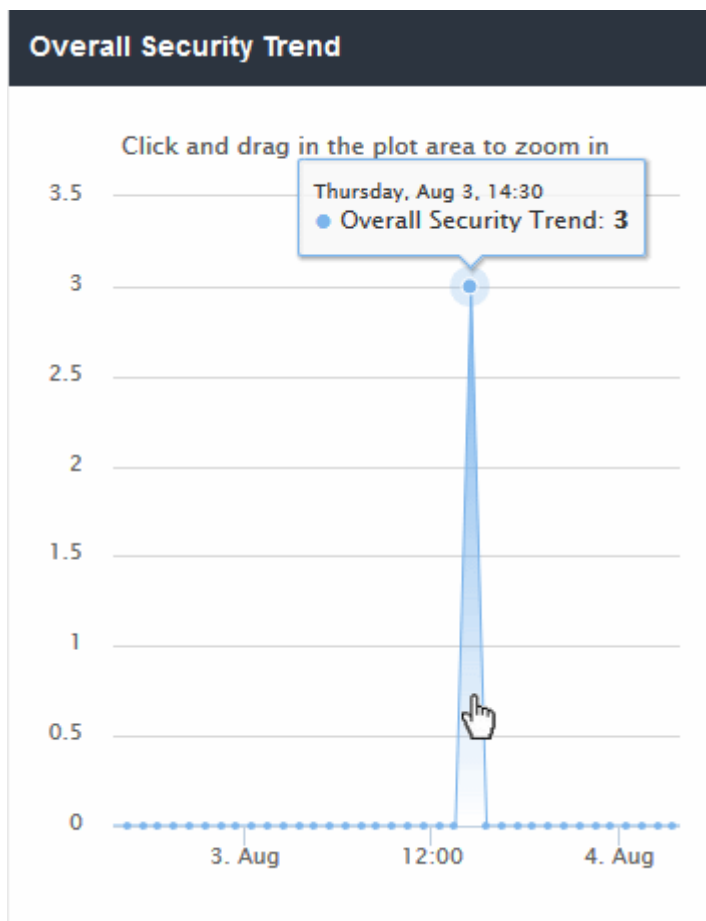 Overall Security Trend
Click and drag in the plot area to zoom in
Thursday, Aug 3, 14:30
Overall Security Trend: 3
3.5
3
2.5
2
1.5
1
0.5
0
3. Aug 12:00 4. Aug